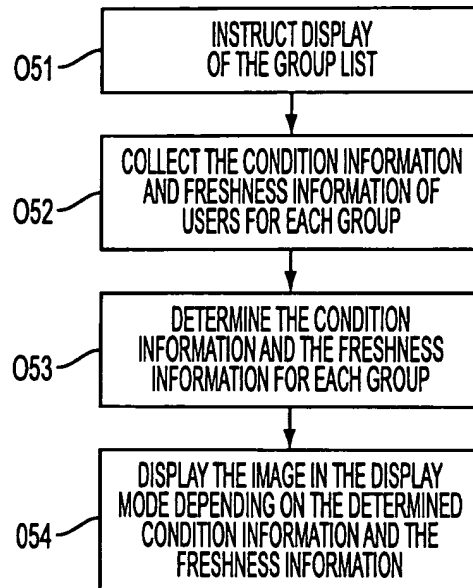 O51
INSTRUCT DISPLAY
OF THE GROUP LIST
O52
COLLECT THE CONDITION INFORMATION
AND FRESHNESS INFORMATION OF
USERS FOR EACH GROUP
O53
DETERMINE THE CONDITION
INFORMATION AND THE FRESHNESS
INFORMATION FOR EACH GROUP
O54
DISPLAY THE IMAGE IN THE DISPLAY
MODE DEPENDING ON THE DETERMINED
CONDITION INFORMATION AND THE
FRESHNESS INFORMATION